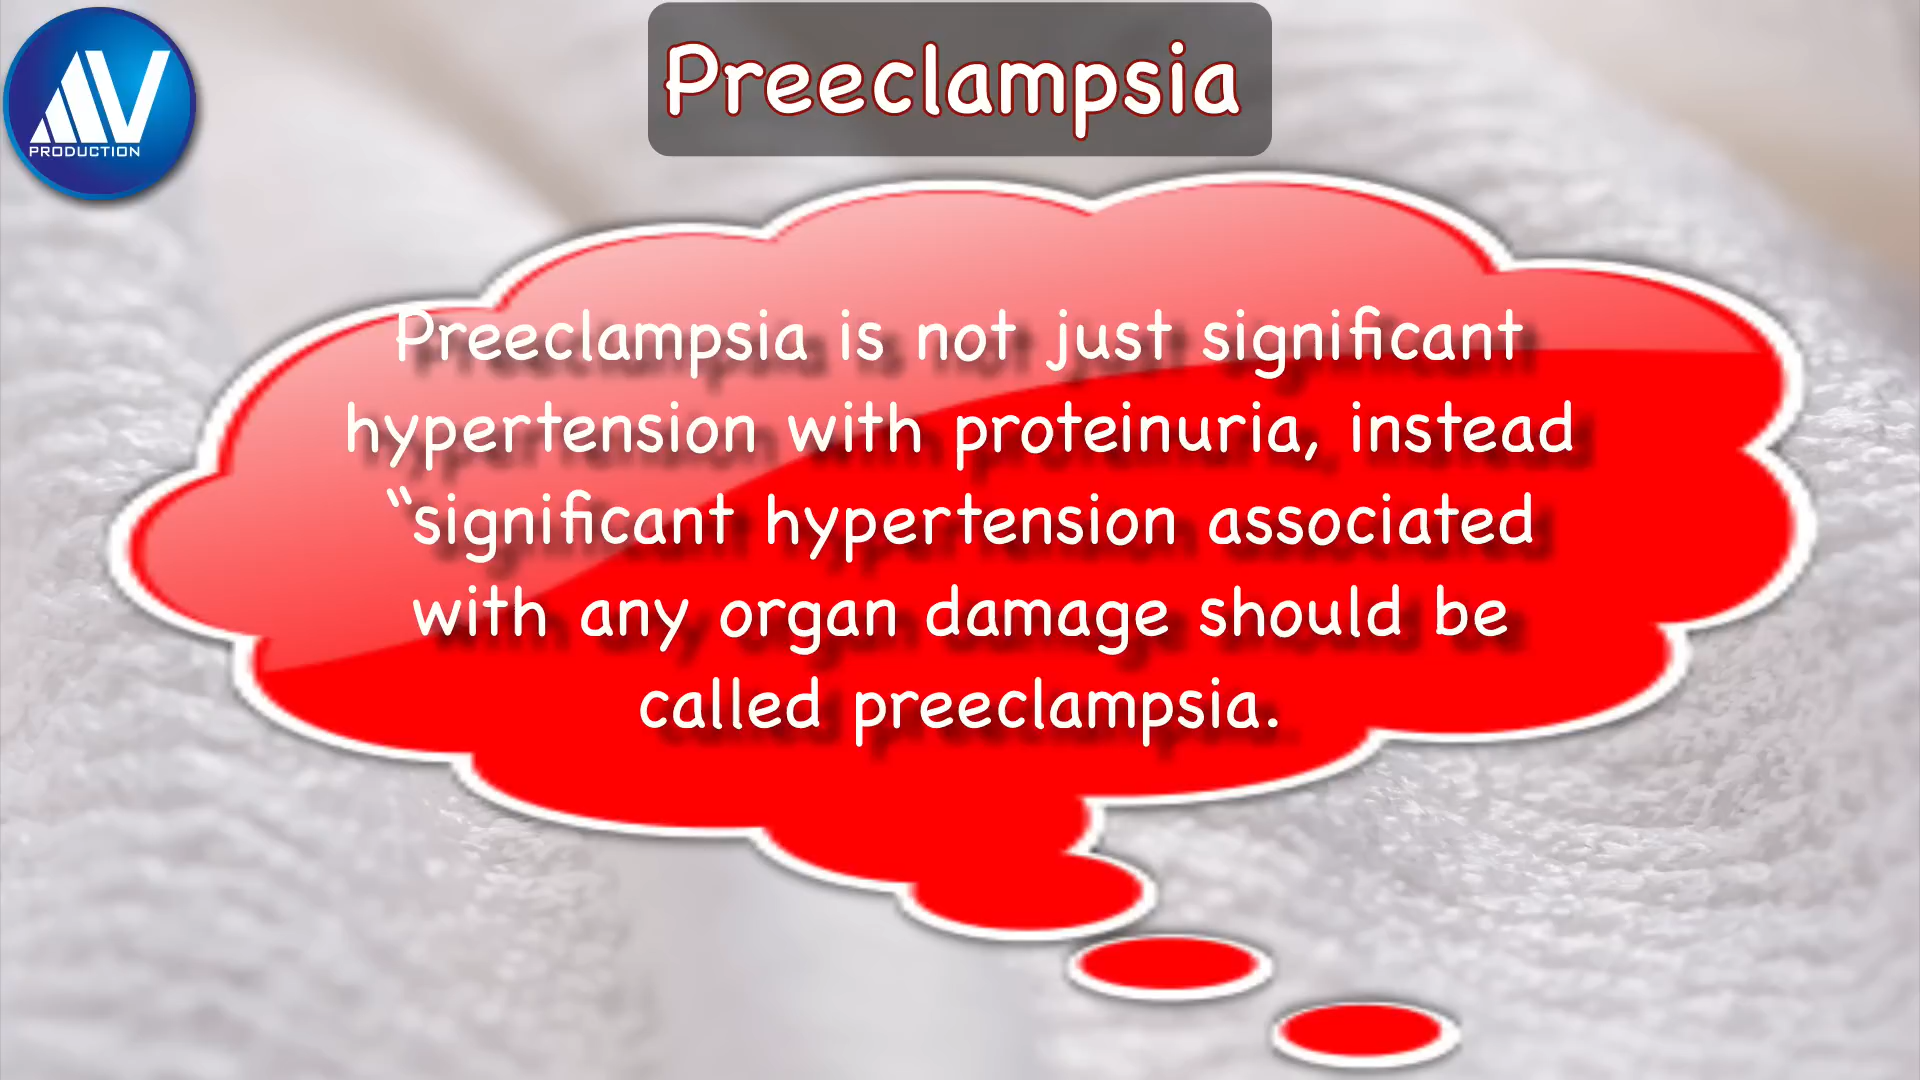 AV
PRODUCTION
Preeclampsia
Preeclampsia is not just significant
hypertension with proteinuria, instead
“significant hypertension associated
with any organ damage should be
called preeclampsia.